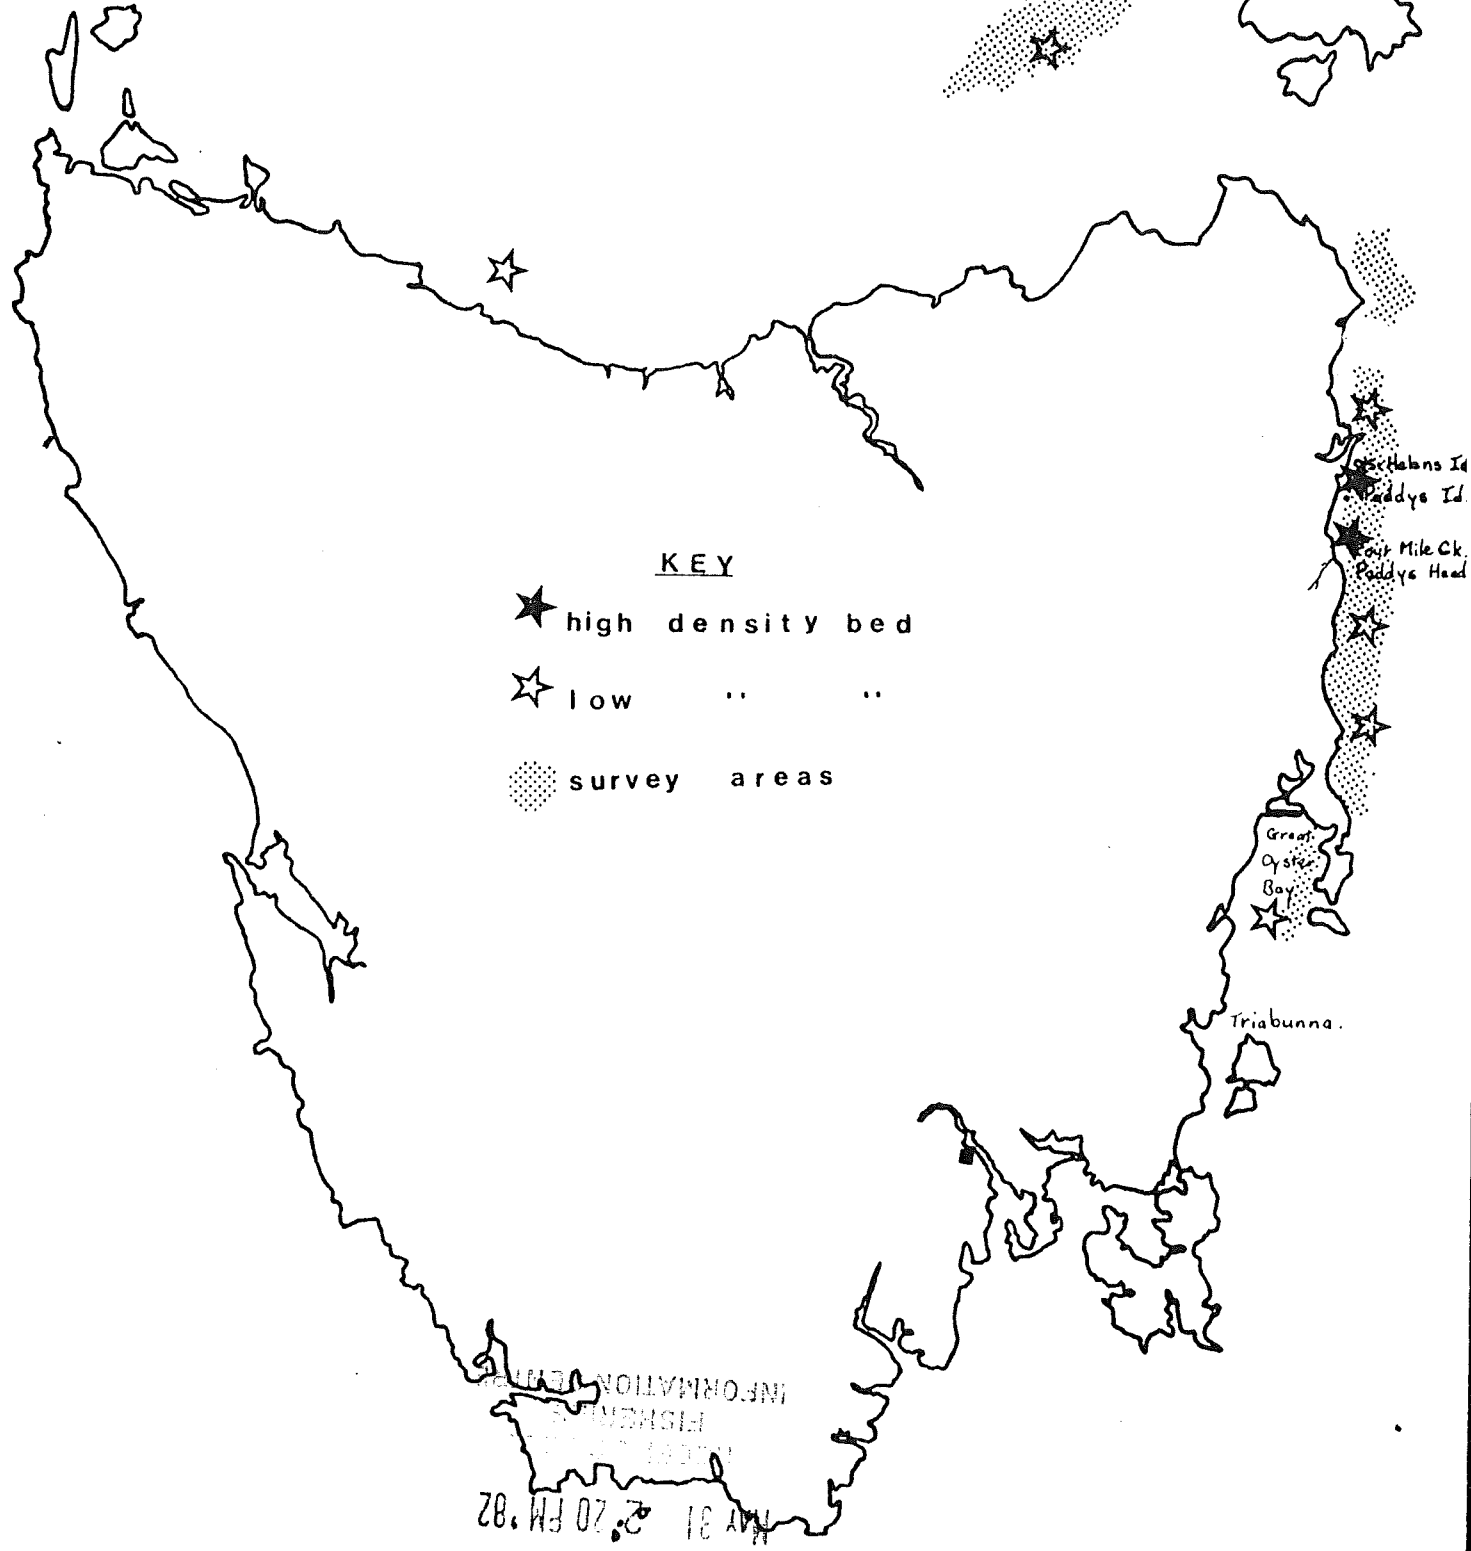 St Helens Id
Paddys Id.
KEY
Four Mile Ck.
Paddys Head
high density bed
low " "
survey areas
Great
Oyster
Bay
Triabunna.
INFORMATION CENTRE
FISHERIES
MAY 31 2 20 PM '82